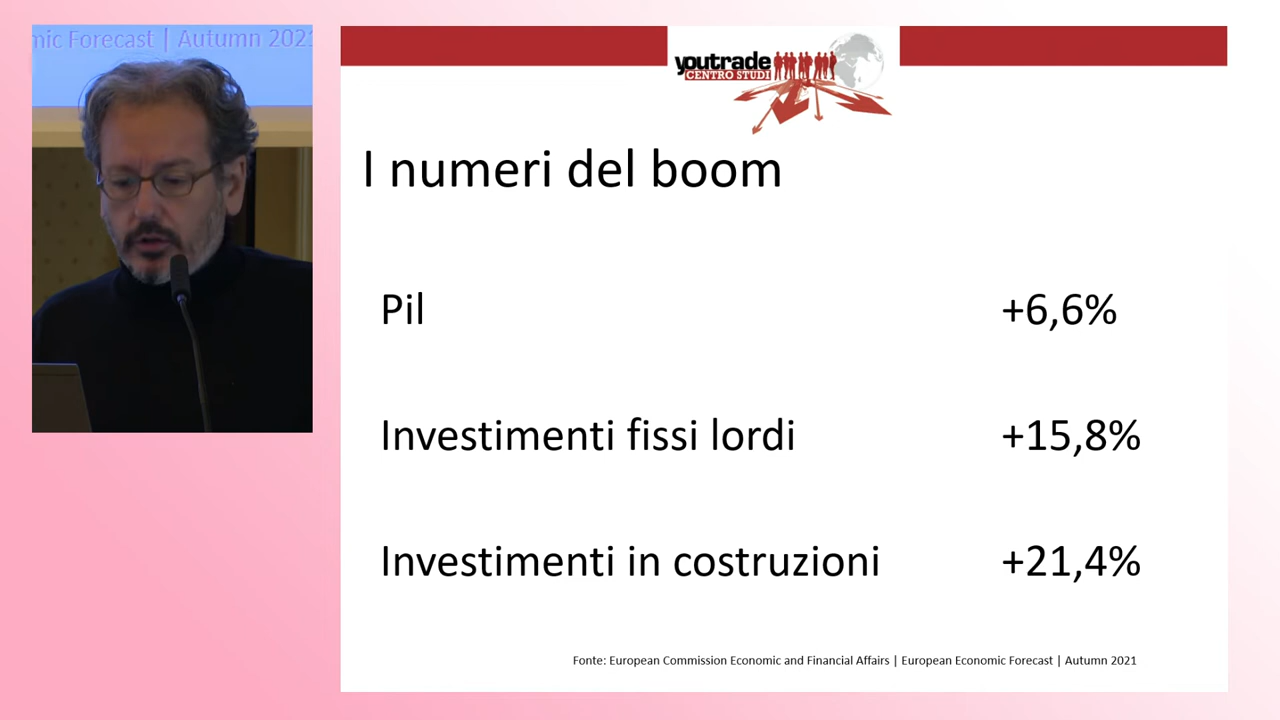 mic Forecast | Autumn 2021
youtrade
CENTRO STUDI
I numeri del boom
Pil +6,6%
Investimenti fissi lordi +15,8%
Investimenti in costruzioni +21,4%
Fonte: European Commission Economic and Financial Affairs | European Economic Forecast | Autumn 2021